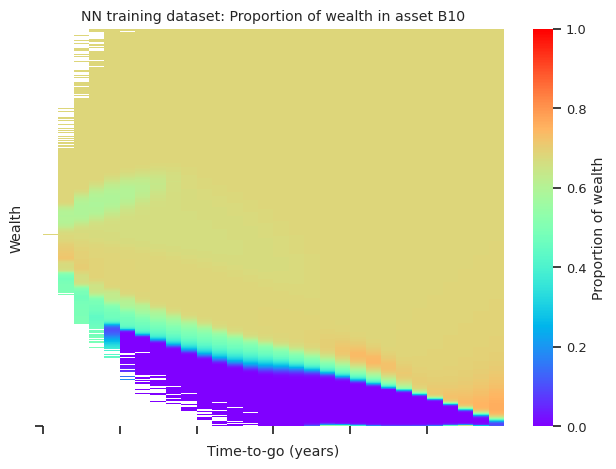 NN training dataset: Proportion of wealth in asset B10
Wealth
Time-to-go (years)
1.0
0.8
0.6
0.4
0.2
0.0
Proportion of wealth